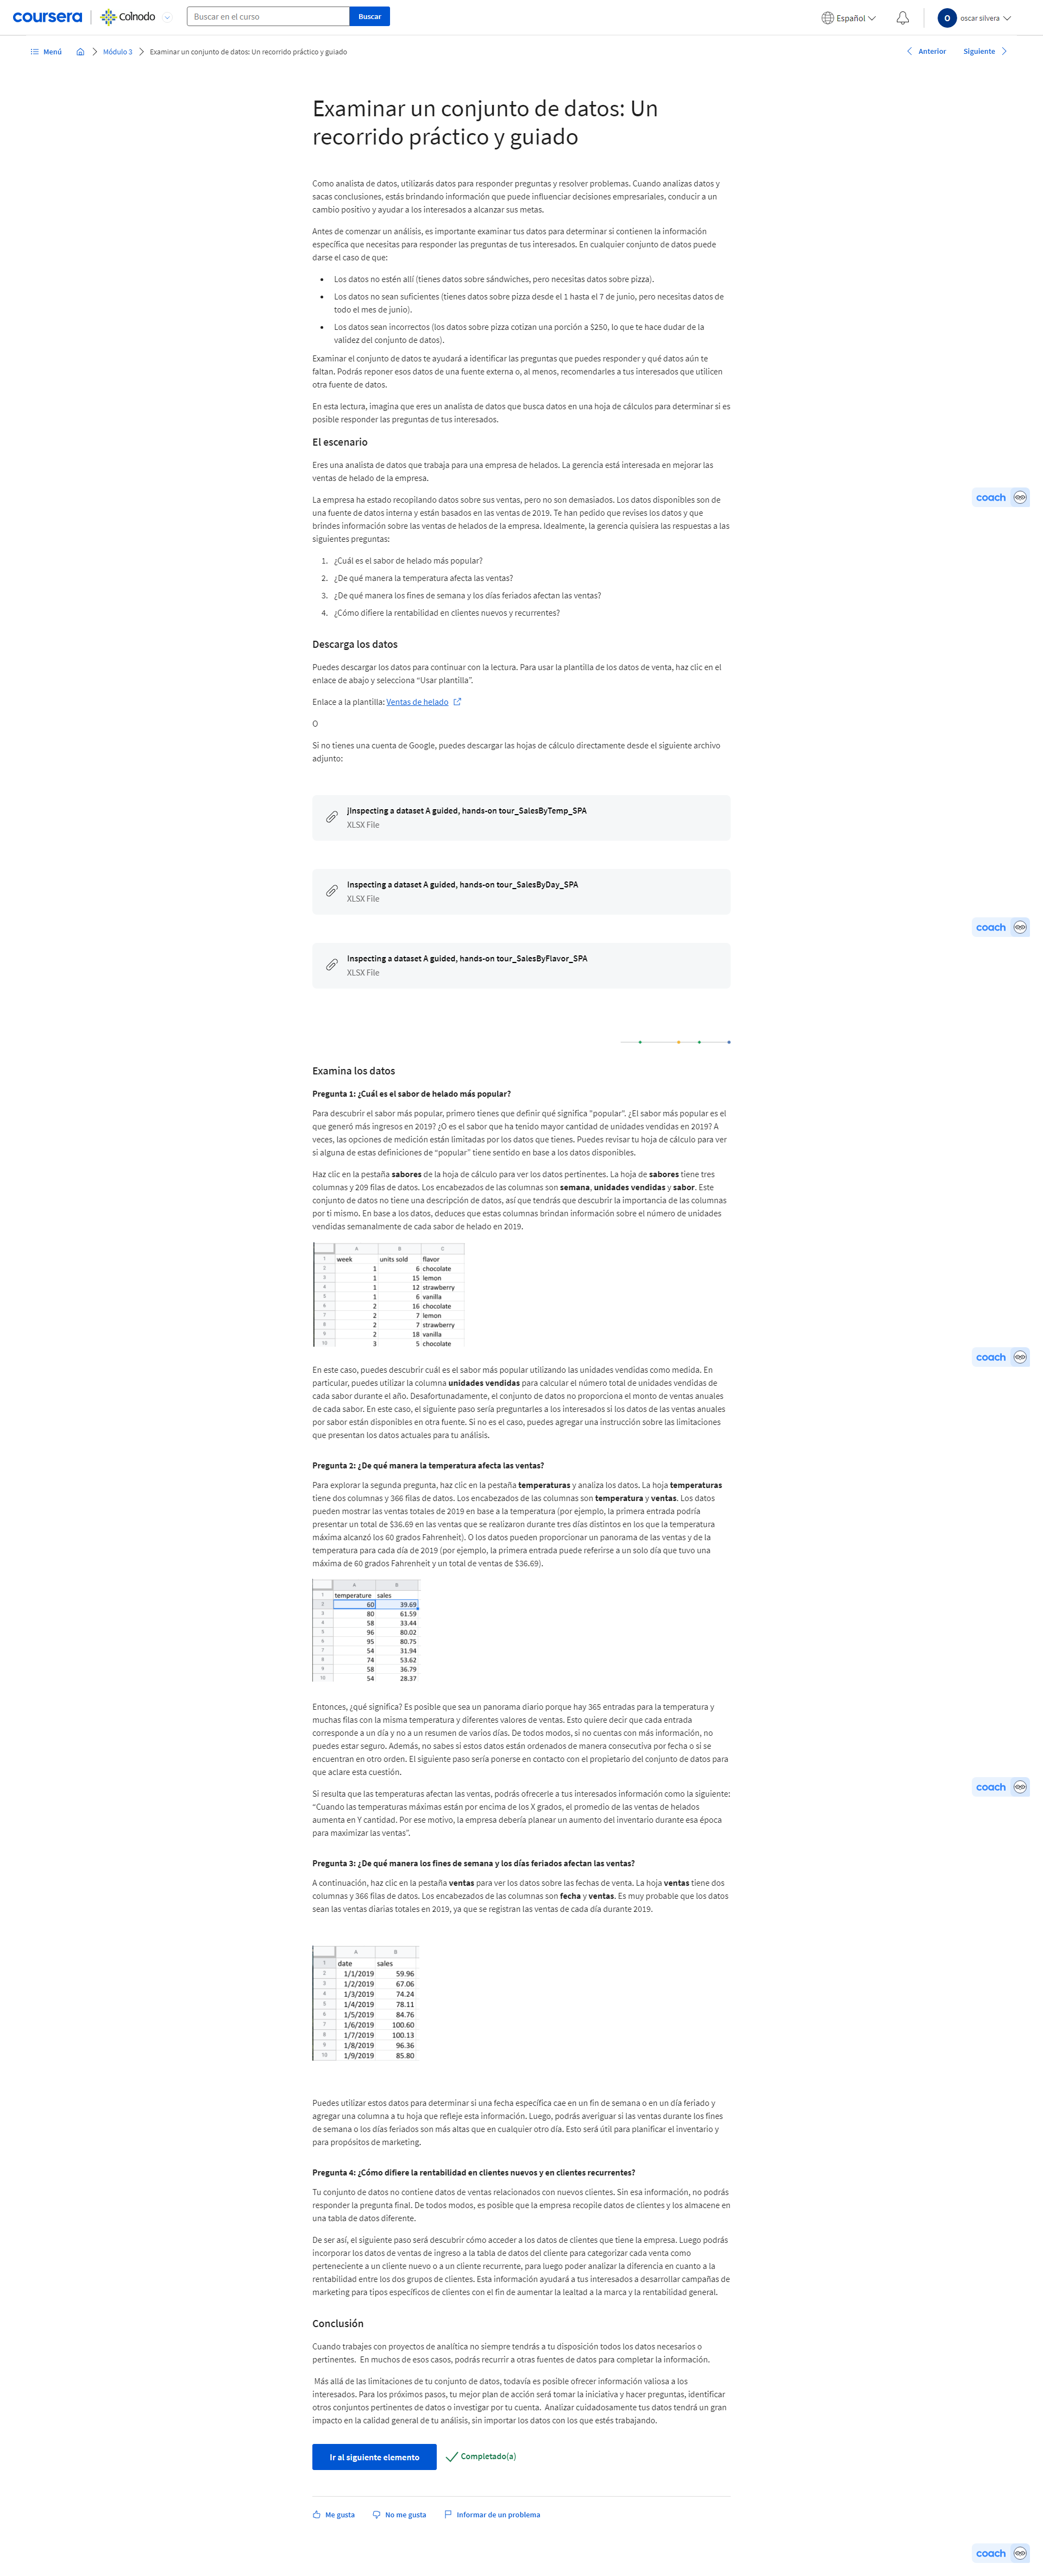 coursera
Colnodo
Buscar en el curso
Buscar
Español
O
oscar silvera
Menú
Módulo 3
Examinar un conjunto de datos: Un recorrido práctico y guiado
Anterior
Siguiente
Examinar un conjunto de datos: Un
recorrido práctico y guiado
Como analista de datos, utilizarás datos para responder preguntas y resolver problemas. Cuando analizas datos y
sacas conclusiones, estás brindando información que puede influenciar decisiones empresariales, conducir a un
cambio positivo y ayudar a los interesados a alcanzar sus metas.
Antes de comenzar un análisis, es importante examinar tus datos para determinar si contienen la información
específica que necesitas para responder las preguntas de tus interesados. En cualquier conjunto de datos puede
darse el caso de que:
• Los datos no estén allí (tienes datos sobre sándwiches, pero necesitas datos sobre pizza).
• Los datos no sean suficientes (tienes datos sobre pizza desde el 1 hasta el 7 de junio, pero necesitas datos de
todo el mes de junio).
• Los datos sean incorrectos (los datos sobre pizza cotizan una porción a $250, lo que te hace dudar de la
validez del conjunto de datos).
Examinar el conjunto de datos te ayudará a identificar las preguntas que puedes responder y qué datos aún te
faltan. Podrás reponer esos datos de una fuente externa o, al menos, recomendarles a tus interesados que utilicen
otra fuente de datos.
En esta lectura, imagina que eres un analista de datos que busca datos en una hoja de cálculos para determinar si es
posible responder las preguntas de tus interesados.
El escenario
Eres una analista de datos que trabaja para una empresa de helados. La gerencia está interesada en mejorar las
ventas de helado de la empresa.
La empresa ha estado recopilando datos sobre sus ventas, pero no son demasiados. Los datos disponibles son de
una fuente de datos interna y están basados en las ventas de 2019. Te han pedido que revises los datos y que
brindes información sobre las ventas de helados de la empresa. Idealmente, la gerencia quisiera las respuestas a las
siguientes preguntas:
coach
1. ¿Cuál es el sabor de helado más popular?
2. ¿De qué manera la temperatura afecta las ventas?
3. ¿De qué manera los fines de semana y los días feriados afectan las ventas?
4. ¿Cómo difiere la rentabilidad en clientes nuevos y recurrentes?
Descarga los datos
Puedes descargar los datos para continuar con la lectura. Para usar la plantilla de los datos de venta, haz clic en el
enlace de abajo y selecciona “Usar plantilla”.
Enlace a la plantilla: Ventas de helado
O
Si no tienes una cuenta de Google, puedes descargar las hojas de cálculo directamente desde el siguiente archivo
adjunto:
jInspecting a dataset A guided, hands-on tour_SalesByTemp_SPA
XLSX File
Inspecting a dataset A guided, hands-on tour_SalesByDay_SPA
XLSX File
coach
Inspecting a dataset A guided, hands-on tour_SalesByFlavor_SPA
XLSX File
Examina los datos
Pregunta 1: ¿Cuál es el sabor de helado más popular?
Para descubrir el sabor más popular, primero tienes que definir qué significa "popular". ¿El sabor más popular es el
que generó más ingresos en 2019? ¿O es el sabor que ha tenido mayor cantidad de unidades vendidas en 2019? A
veces, las opciones de medición están limitadas por los datos que tienes. Puedes revisar tu hoja de cálculo para ver
si alguna de estas definiciones de “popular” tiene sentido en base a los datos disponibles.
Haz clic en la pestaña sabores de la hoja de cálculo para ver los datos pertinentes. La hoja de sabores tiene tres
columnas y 209 filas de datos. Los encabezados de las columnas son semana, unidades vendidas y sabor. Este
conjunto de datos no tiene una descripción de datos, así que tendrás que descubrir la importancia de las columnas
por ti mismo. En base a los datos, deduces que estas columnas brindan información sobre el número de unidades
vendidas semanalmente de cada sabor de helado en 2019.
A B C
1 week units sold flavor
2 1 6 chocolate
3 1 15 lemon
4 1 12 strawberry
5 1 6 vanilla
6 2 16 chocolate
7 2 7 lemon
8 2 7 strawberry
9 2 18 vanilla
10 3 5 chocolate
coach
En este caso, puedes descubrir cuál es el sabor más popular utilizando las unidades vendidas como medida. En
particular, puedes utilizar la columna unidades vendidas para calcular el número total de unidades vendidas de
cada sabor durante el año. Desafortunadamente, el conjunto de datos no proporciona el monto de ventas anuales
de cada sabor. En este caso, el siguiente paso sería preguntarles a los interesados si los datos de las ventas anuales
por sabor están disponibles en otra fuente. Si no es el caso, puedes agregar una instrucción sobre las limitaciones
que presentan los datos actuales para tu análisis.
Pregunta 2: ¿De qué manera la temperatura afecta las ventas?
Para explorar la segunda pregunta, haz clic en la pestaña temperaturas y analiza los datos. La hoja temperaturas
tiene dos columnas y 366 filas de datos. Los encabezados de las columnas son temperatura y ventas. Los datos
pueden mostrar las ventas totales de 2019 en base a la temperatura (por ejemplo, la primera entrada podría
presentar un total de $36.69 en las ventas que se realizaron durante tres días distintos en los que la temperatura
máxima alcanzó los 60 grados Fahrenheit). O los datos pueden proporcionar un panorama de las ventas y de la
temperatura para cada día de 2019 (por ejemplo, la primera entrada puede referirse a un solo día que tuvo una
máxima de 60 grados Fahrenheit y un total de ventas de $36.69).
A B
1 temperature sales
2 60 39.69
3 80 61.59
4 58 33.44
5 96 80.02
6 95 80.75
7 54 31.94
8 74 53.62
9 58 36.79
10 54 28.37
Entonces, ¿qué significa? Es posible que sea un panorama diario porque hay 365 entradas para la temperatura y
muchas filas con la misma temperatura y diferentes valores de ventas. Esto quiere decir que cada entrada
corresponde a un día y no a un resumen de varios días. De todos modos, si no cuentas con más información, no
puedes estar seguro. Además, no sabes si estos datos están ordenados de manera consecutiva por fecha o si se
encuentran en otro orden. El siguiente paso sería ponerse en contacto con el propietario del conjunto de datos para
que aclare esta cuestión.
coach
Si resulta que las temperaturas afectan las ventas, podrás ofrecerle a tus interesados información como la siguiente:
“Cuando las temperaturas máximas están por encima de los X grados, el promedio de las ventas de helados
aumenta en Y cantidad. Por ese motivo, la empresa debería planear un aumento del inventario durante esa época
para maximizar las ventas”.
Pregunta 3: ¿De qué manera los fines de semana y los días feriados afectan las ventas?
A continuación, haz clic en la pestaña ventas para ver los datos sobre las fechas de venta. La hoja ventas tiene dos
columnas y 366 filas de datos. Los encabezados de las columnas son fecha y ventas. Es muy probable que los datos
sean las ventas diarias totales en 2019, ya que se registran las ventas de cada día durante 2019.
A B
1 date sales
2 1/1/2019 59.96
3 1/2/2019 67.06
4 1/3/2019 74.24
5 1/4/2019 78.11
6 1/5/2019 84.76
7 1/6/2019 100.60
8 1/7/2019 100.13
9 1/8/2019 96.36
10 1/9/2019 85.80
Puedes utilizar estos datos para determinar si una fecha específica cae en un fin de semana o en un día feriado y
agregar una columna a tu hoja que refleje esta información. Luego, podrás averiguar si las ventas durante los fines
de semana o los días feriados son más altas que en cualquier otro día. Esto será útil para planificar el inventario y
para propósitos de marketing.
Pregunta 4: ¿Cómo difiere la rentabilidad en clientes nuevos y en clientes recurrentes?
Tu conjunto de datos no contiene datos de ventas relacionados con nuevos clientes. Sin esa información, no podrás
responder la pregunta final. De todos modos, es posible que la empresa recopile datos de clientes y los almacene en
una tabla de datos diferente.
De ser así, el siguiente paso será descubrir cómo acceder a los datos de clientes que tiene la empresa. Luego podrás
incorporar los datos de ventas de ingreso a la tabla de datos del cliente para categorizar cada venta como
perteneciente a un cliente nuevo o a un cliente recurrente, para luego poder analizar la diferencia en cuanto a la
rentabilidad entre los dos grupos de clientes. Esta información ayudará a tus interesados a desarrollar campañas de
marketing para tipos específicos de clientes con el fin de aumentar la lealtad a la marca y la rentabilidad general.
Conclusión
Cuando trabajes con proyectos de analítica no siempre tendrás a tu disposición todos los datos necesarios o
pertinentes. En muchos de esos casos, podrás recurrir a otras fuentes de datos para completar la información.
Más allá de las limitaciones de tu conjunto de datos, todavía es posible ofrecer información valiosa a los
interesados. Para los próximos pasos, tu mejor plan de acción será tomar la iniciativa y hacer preguntas, identificar
otros conjuntos pertinentes de datos o investigar por tu cuenta. Analizar cuidadosamente tus datos tendrá un gran
impacto en la calidad general de tu análisis, sin importar los datos con los que estés trabajando.
Ir al siguiente elemento
Completado(a)
Me gusta
No me gusta
Informar de un problema
coach